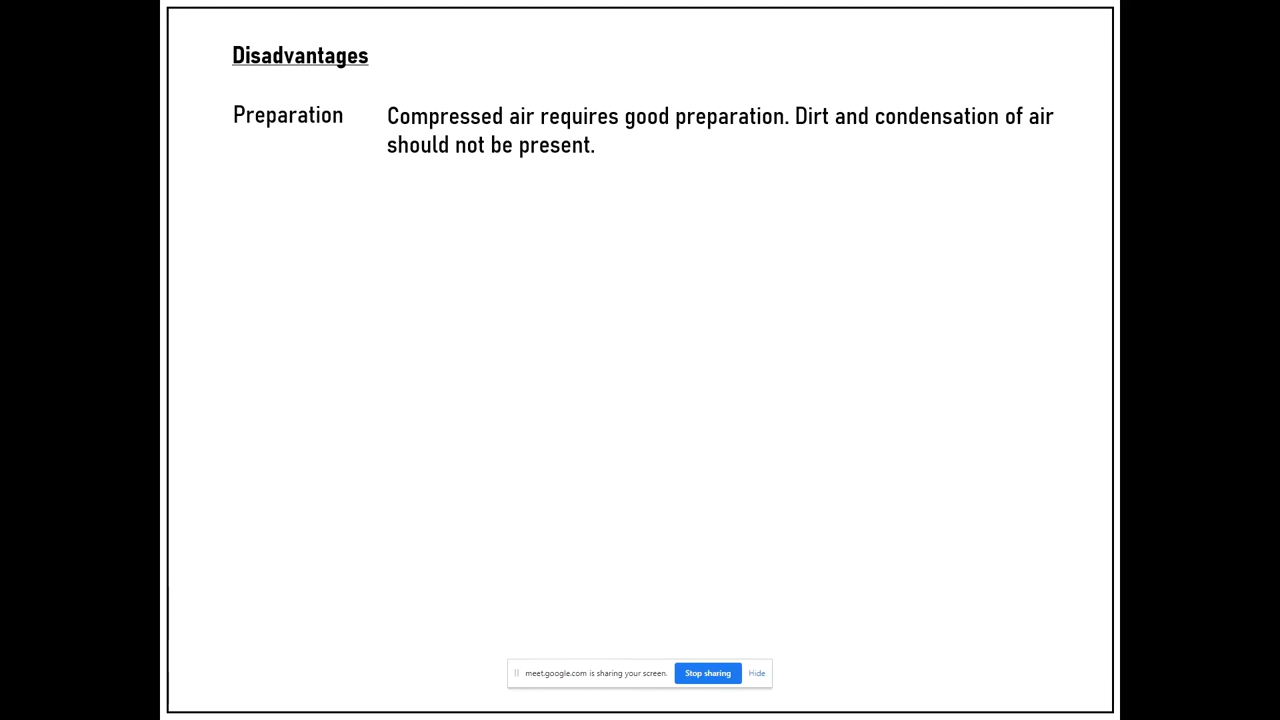 Disadvantages
Preparation Compressed air requires good preparation. Dirt and condensation of air
should not be present.
meet.google.com is sharing your screen. Stop sharing Hide